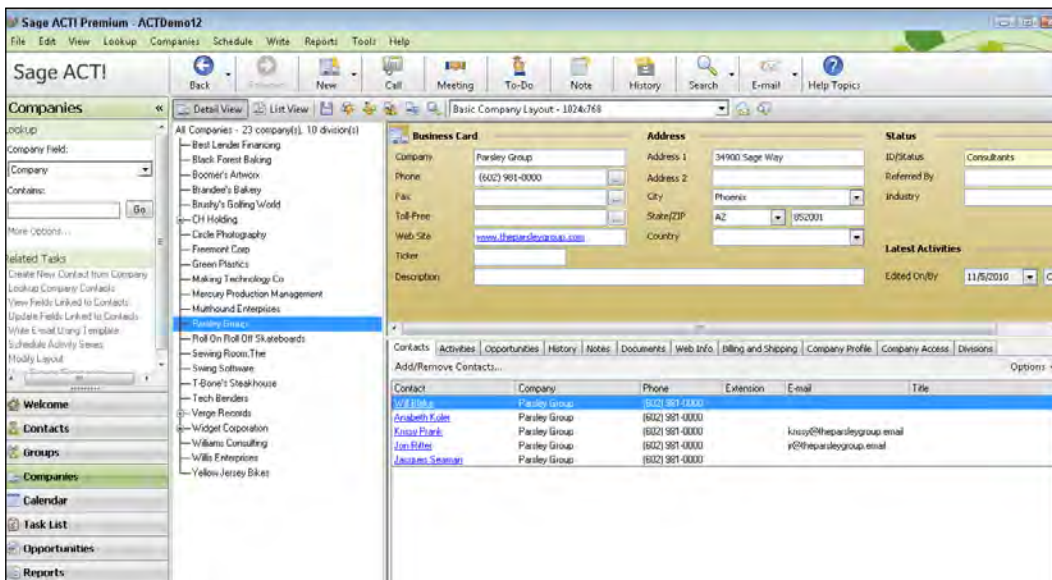 Sage ACT! Premium - ACTDemo12
File Edit View Lookup Companies Schedule Write Reports Tools Help
Sage ACT!
Back
New
Call
Meeting
To-Do
Note
History
Search
E-mail
Help Topics
Companies «
Detail View List View Basic Company Layout - 1024x768
Lookup
Company Field:
Company
Contains:
Go
More Options...
Related Tasks
Create New Contact from Company
Lookup Company Contacts
View Fields Linked to Contacts
Update Fields Linked to Contacts
Write E-mail Using Template
Schedule Activity Series
Modify Layout
Welcome
Contacts
Groups
Companies
Calendar
Task List
Opportunities
Reports
All Companies - 23 company(s), 10 division(s)
Best Lender Financing
Black Forest Baking
Boomer's Artworx
Brandee's Bakery
Brushy's Golfing World
CH Holding
Circle Photography
Freemont Corp
Green Plastics
Making Technology Co
Mercury Production Management
Mutthound Enterprises
Parsley Group
Roll On Roll Off Skateboards
Sewing Room,The
Swing Software
T-Bone's Steakhouse
Tech Benders
Verge Records
Widget Corporation
Williams Consulting
Willis Enterprises
Yellow Jersey Bikes
Business Card
Company Parsley Group
Phone (602) 981-0000
Fax
Toll-Free
Web Site www.theparsleygroup.com
Ticker
Description
Address
Address 1 34900 Sage Way
Address 2
City Phoenix
State/ZIP AZ 852001
Country
Status
ID/Status Consultants
Referred By
Industry
Latest Activities
Edited On/By 11/5/2010
Contacts Activities Opportunities History Notes Documents Web Info Billing and Shipping Company Profile Company Access Divisions
Add/Remove Contacts... Options
Contact Company Phone Extension E-mail Title
Parsley Group (602) 981-0000
Anabeth Koler Parsley Group (602) 981-0000
Krissy Frank Parsley Group (602) 981-0000 krissy@theparsleygroup.email
Jon Ritter Parsley Group (602) 981-0000 jr@theparsleygroup.email
Jacques Seaman Parsley Group (602) 981-0000